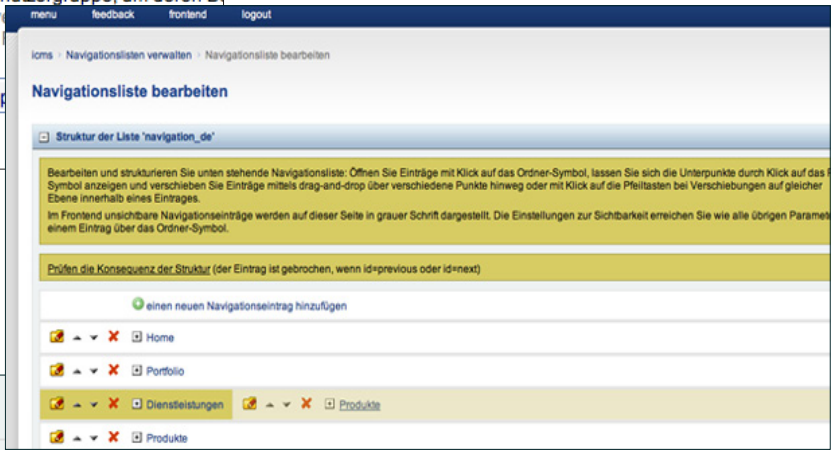 menu feedback frontend logout
icms › Navigationslisten verwalten › Navigationsliste bearbeiten
Navigationsliste bearbeiten
Struktur der Liste 'navigation_de'
Bearbeiten und strukturieren Sie unten stehende Navigationsliste: Öffnen Sie Einträge mit Klick auf das Ordner-Symbol, lassen Sie sich die Unterpunkte durch Klick auf das
Symbol anzeigen und verschieben Sie Einträge mittels drag-and-drop über verschiedene Punkte hinweg oder mit Klick auf die Pfeiltasten bei Verschiebungen auf gleicher
Ebene innerhalb eines Eintrages.
Im Frontend unsichtbare Navigationseinträge werden auf dieser Seite in grauer Schrift dargestellt. Die Einstellungen zur Sichtbarkeit erreichen Sie wie alle übrigen Paramet
einem Eintrag über das Ordner-Symbol.
Prüfen die Konsequenz der Struktur (der Eintrag ist gebrochen, wenn id=previous oder id=next)
einen neuen Navigationseintrag hinzufügen
Home
Portfolio
Dienstleistungen Produkte
Produkte